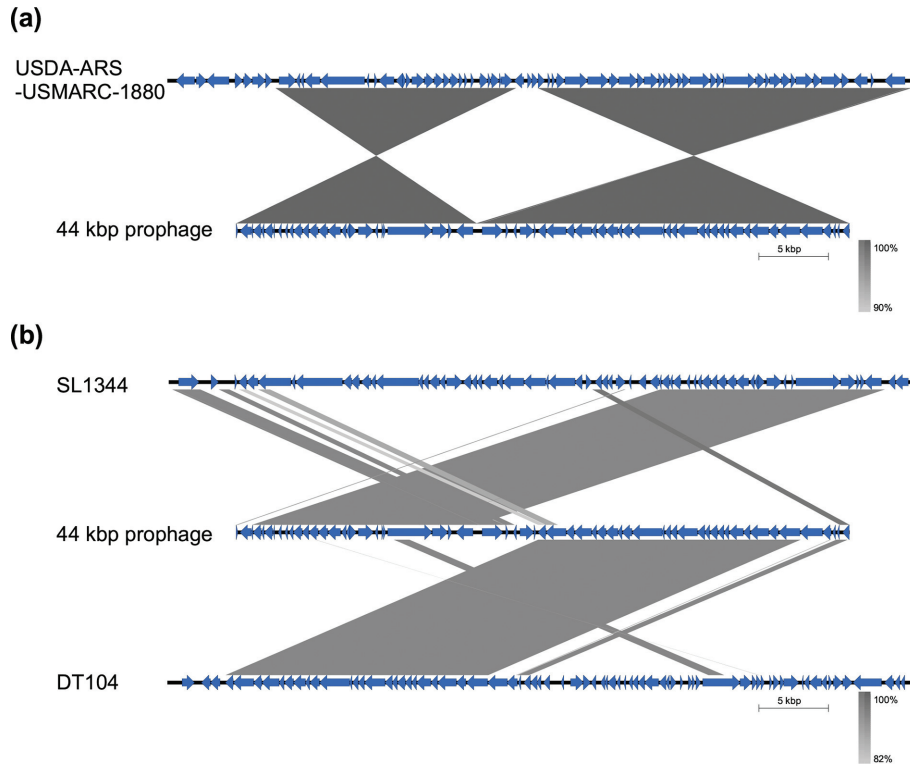 (a)
USDA-ARS
-USMARC-1880
44 kbp prophage
5 kbp
100%
90%
(b)
SL1344
44 kbp prophage
DT104
5 kbp
100%
82%